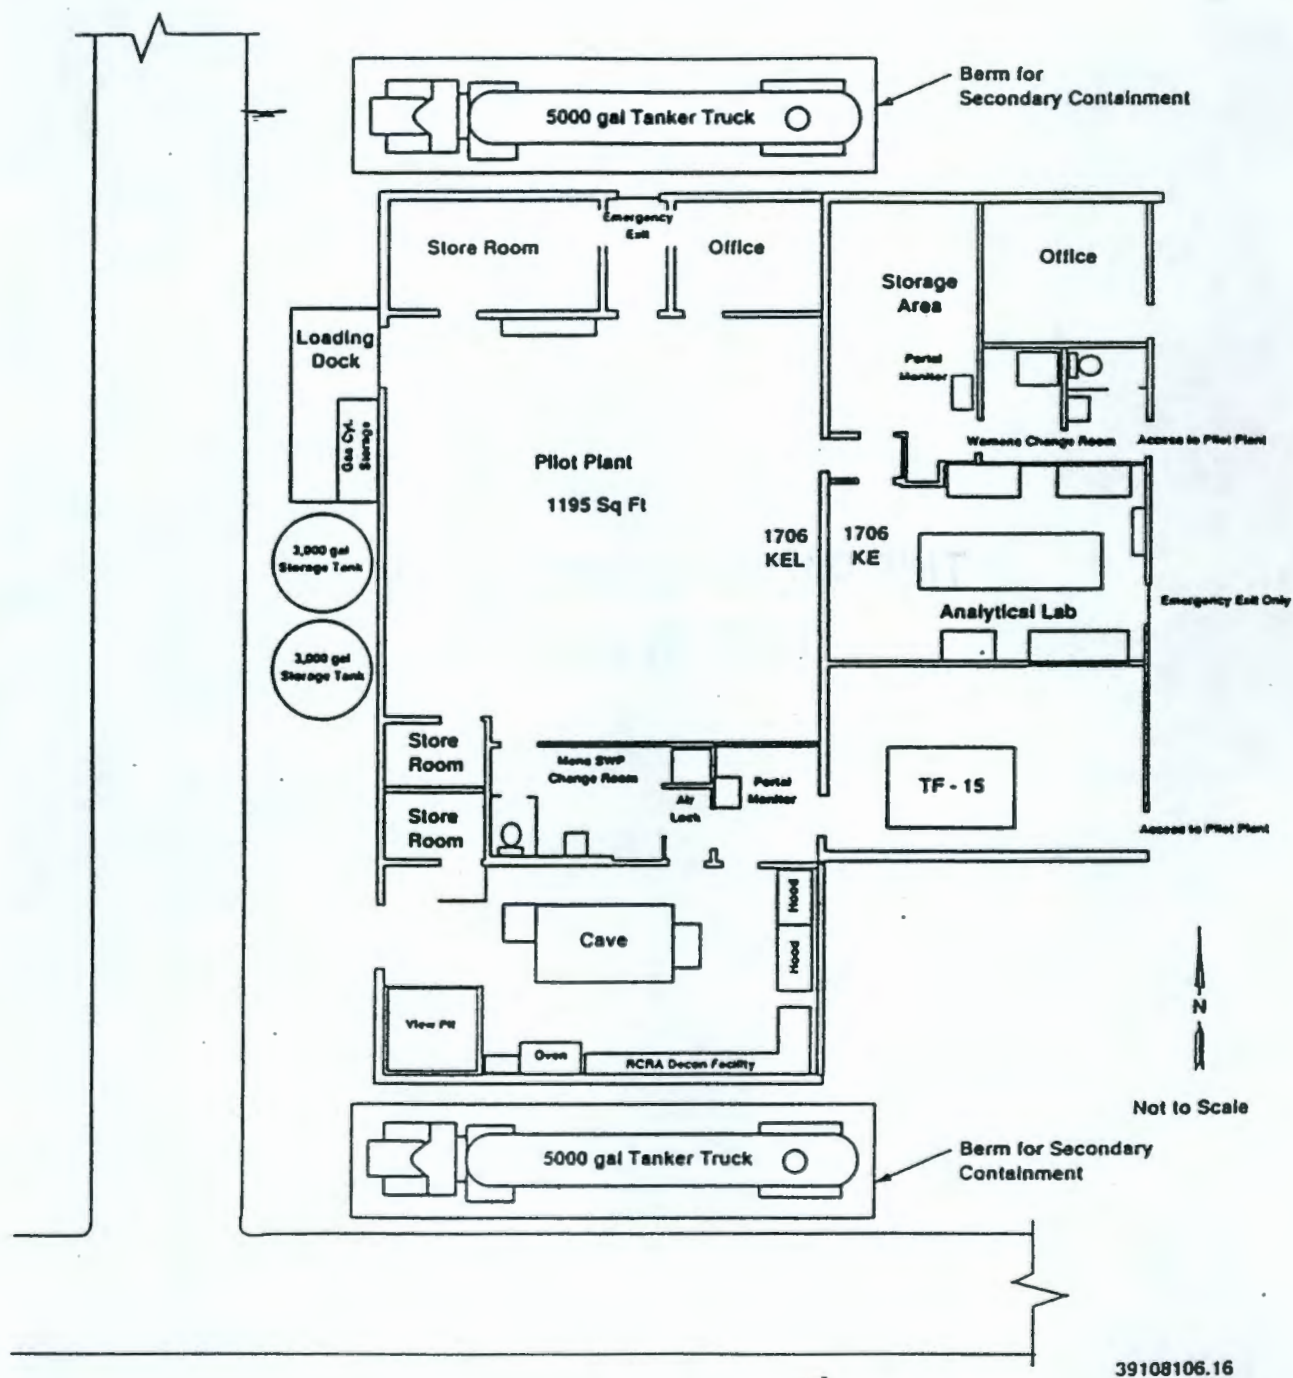 Berm for
Secondary Containment
5000 gal Tanker Truck
Emergency
Exit
Store Room
Office
Office
Storage
Area
Loading
Dock
Portal
Monitor
Gas Cyl.
Storage
Womens Change Room
Access to Pilot Plant
Pilot Plant
1195 Sq Ft
1706
KEL
1706
KE
3,000 gal
Storage Tank
Emergency Exit Only
Analytical Lab
3,000 gal
Storage Tank
Store
Room
Mens SWP
Change Room
Portal
Monitor
TF - 15
Air
Lock
Store
Room
Access to Pilot Plant
Hood
Cave
Hood
N
View Pit
Oven
RCRA Decon Facility
Not to Scale
5000 gal Tanker Truck
Berm for Secondary
Containment
39108106.16